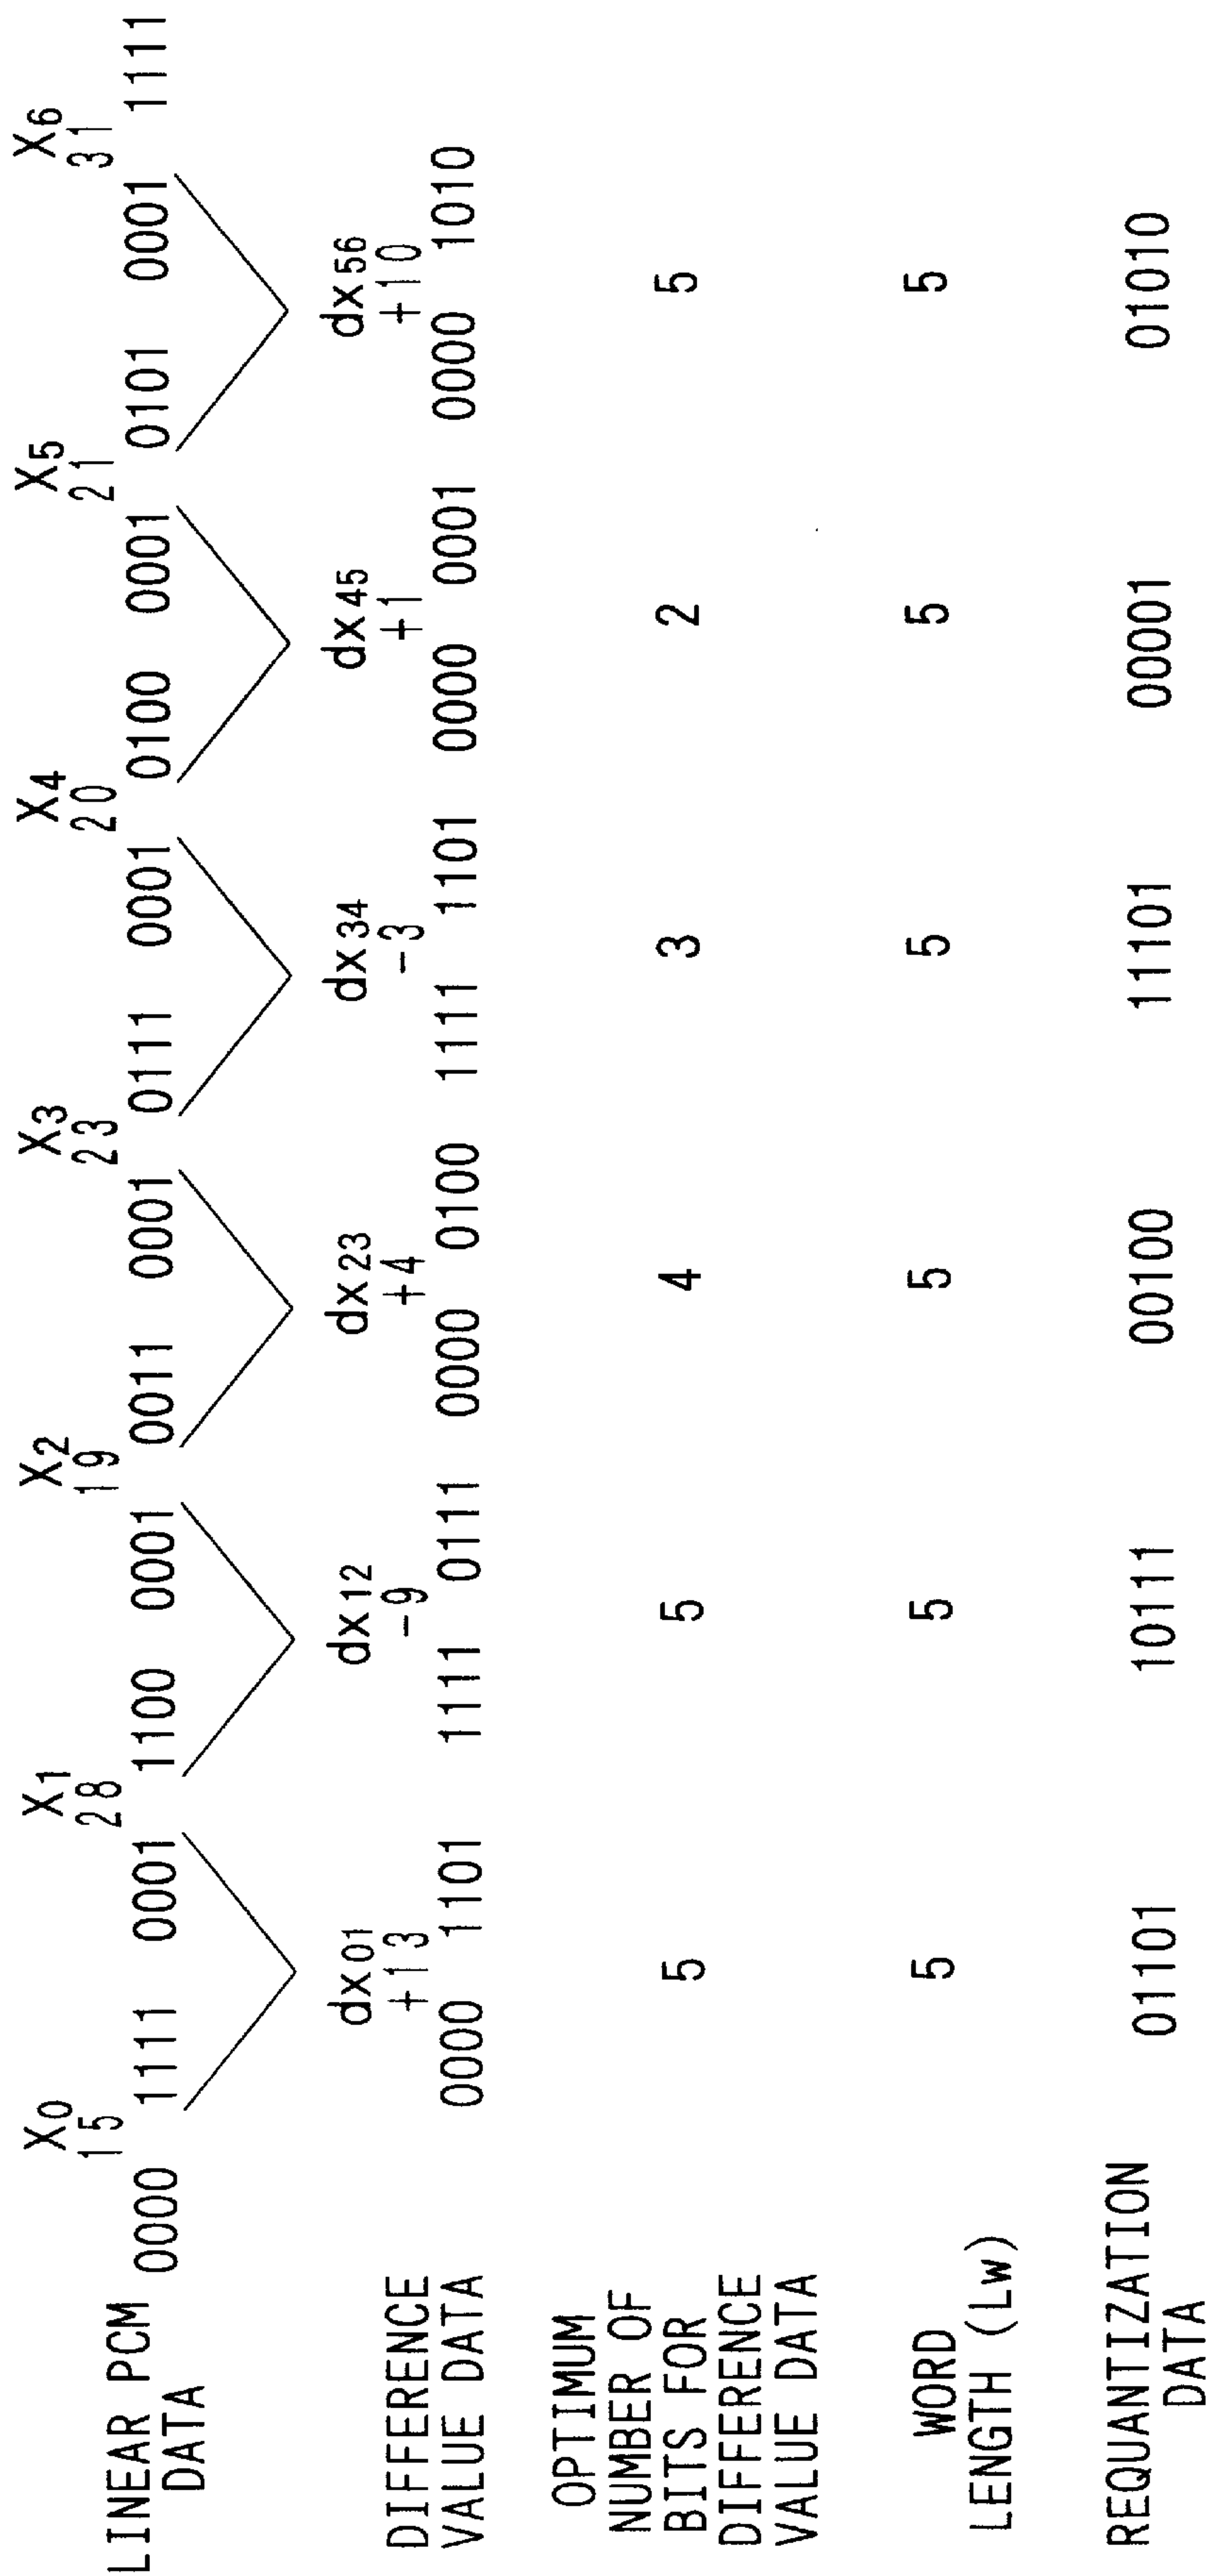 X0 X1 X2 X3 X4 X5 X6
15 28 19 23 20 21 31
LINEAR PCM
DATA
0000 1111 0001 1100 0001 0011 0001 0111 0001 0100 0001 0101 0001 1111
dx01 dx12 dx23 dx34 dx45 dx56
+13 -9 +4 -3 +1 +10
DIFFERENCE
VALUE DATA
0000 1101 1111 0111 0000 0100 1111 1101 0000 0001 0000 1010
OPTIMUM
NUMBER OF
BITS FOR
DIFFERENCE
VALUE DATA
5 5 4 3 2 5
WORD
LENGTH (Lw)
5 5 5 5 5 5
REQUANTIZATION
DATA
01101 10111 00100 11101 00001 01010